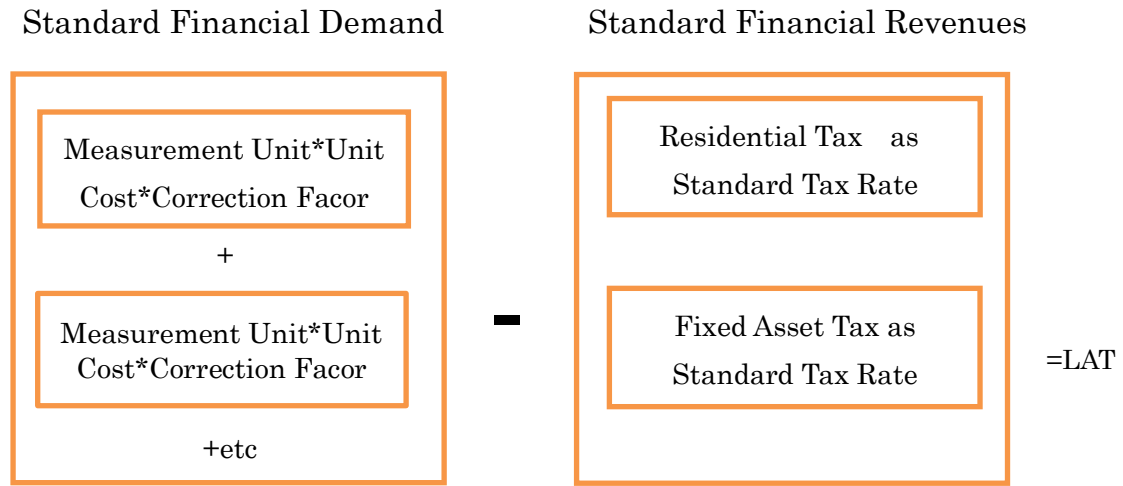 Standard Financial Demand
Measurement Unit*Unit
Cost*Correction Facor
+
Measurement Unit*Unit
Cost*Correction Facor
+etc
-
Standard Financial Revenues
Residential Tax as
Standard Tax Rate
Fixed Asset Tax as
Standard Tax Rate
=LAT